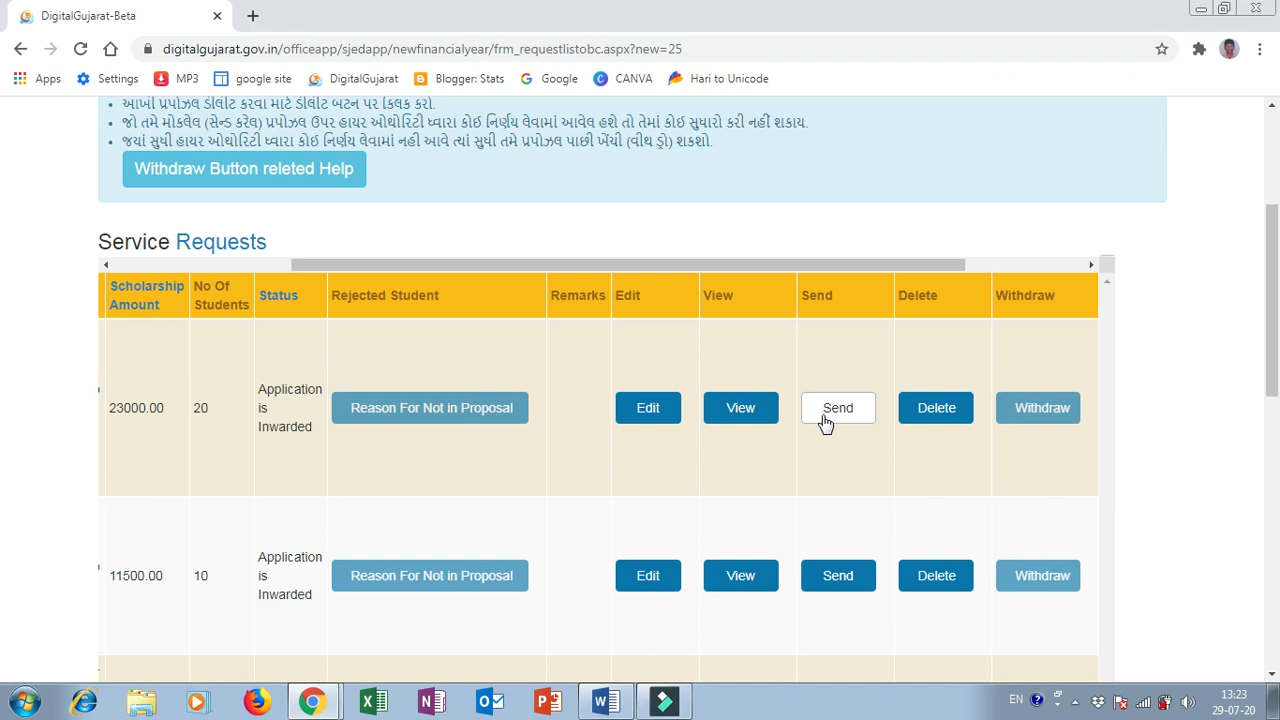 DigitalGujarat-Beta
digitalgujarat.gov.in/officeapp/sjedapp/newfinancialyear/frm_requestlistobc.aspx?new=25
Apps Settings MP3 google site DigitalGujarat Blogger: Stats Google CANVA Hari to Unicode
• આખી પ્રપોઝલ ડીલીટ કરવા માટે ડીલીટ બટન પર ક્લિક કરો.
• જો તમે મોકલેલ (સેન્ડ કરેલ) પ્રપોઝલ ઉપર હાયર ઓથોરિટી ધ્વારા કોઈ નિર્ણય લેવામાં આવેલ હશે તો તેમાં કોઈ સુધારો કરી નહીં શકાય.
• જ્યાં સુધી હાયર ઓથોરિટી ધ્વારા કોઈ નિર્ણય લેવામાં નહી આવે ત્યાં સુધી તમે પ્રપોઝલ પાછી ખેંચી (વીથ ડ્રો) શકશો.
Withdraw Button releted Help
Service Requests
Scholarship Amount No Of Students Status Rejected Student Remarks Edit View Send Delete Withdraw
23000.00 20 Application is Inwarded Reason For Not in Proposal Edit View Send Delete Withdraw
11500.00 10 Application is Inwarded Reason For Not in Proposal Edit View Send Delete Withdraw
EN 13:23
29-07-20